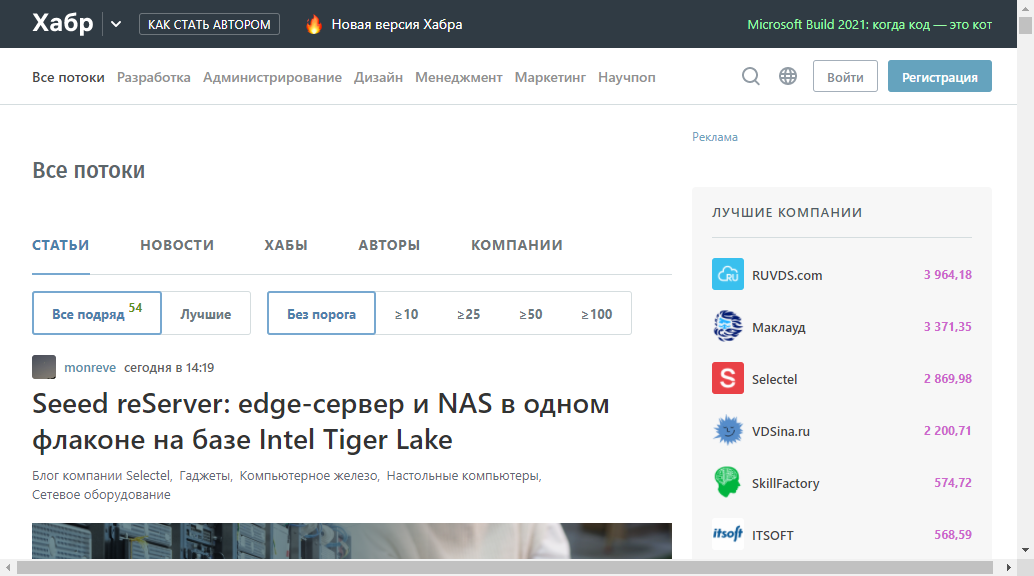 Хабр
КАК СТАТЬ АВТОРОМ
Новая версия Хабра
Microsoft Build 2021: когда код — это кот
Все потоки Разработка Администрирование Дизайн Менеджмент Маркетинг Научпоп
Войти
Регистрация
Реклама
Все потоки
СТАТЬИ НОВОСТИ ХАБЫ АВТОРЫ КОМПАНИИ
Все подряд 54 Лучшие
Без порога ≥10 ≥25 ≥50 ≥100
monreve сегодня в 14:19
Seeed reServer: edge-сервер и NAS в одном
флаконе на базе Intel Tiger Lake
Блог компании Selectel, Гаджеты, Компьютерное железо, Настольные компьютеры,
Сетевое оборудование
ЛУЧШИЕ КОМПАНИИ
RU
RUVDS.com 3 964,18
Маклауд 3 371,35
S
Selectel 2 869,98
VDSina.ru 2 200,71
SkillFactory 574,72
itsoft
ITSOFT 568,59